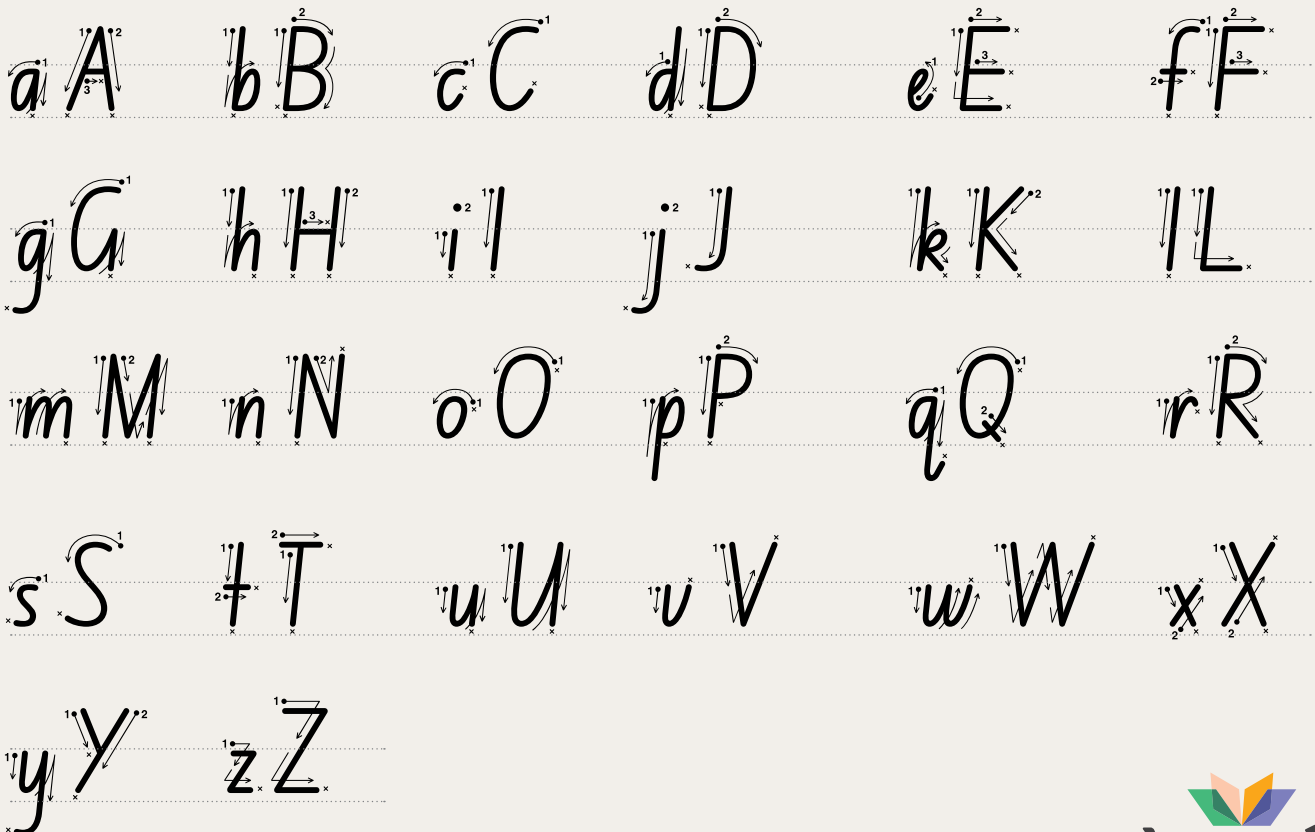 aA bB cC dD eE fF
gG hH iI jJ kK lL
mM nN oO pP qQ rR
sS tT uU vV wW xX
yY zZ